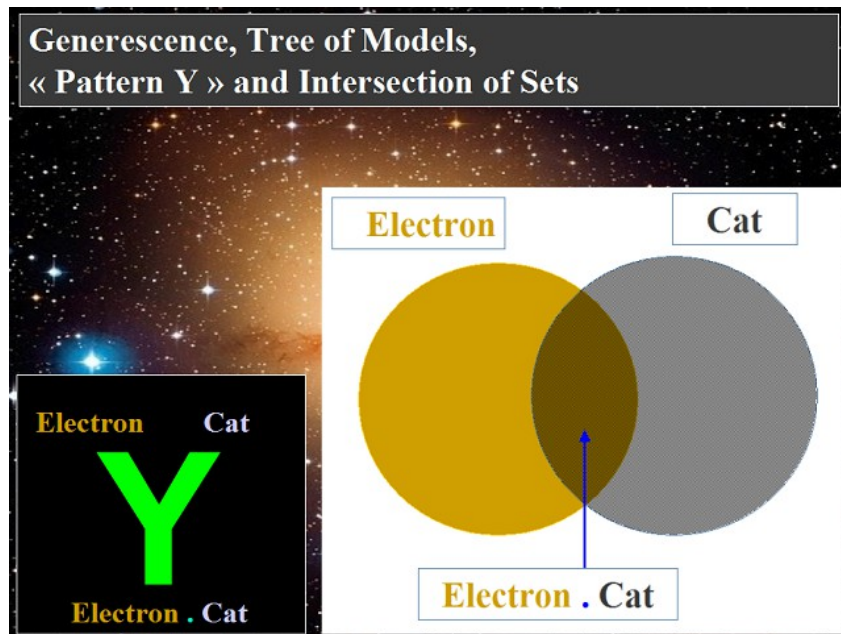 Generescence, Tree of Models,
« Pattern Y » and Intersection of Sets
Electron
Cat
Electron . Cat
Electron Cat
Y
Electron . Cat